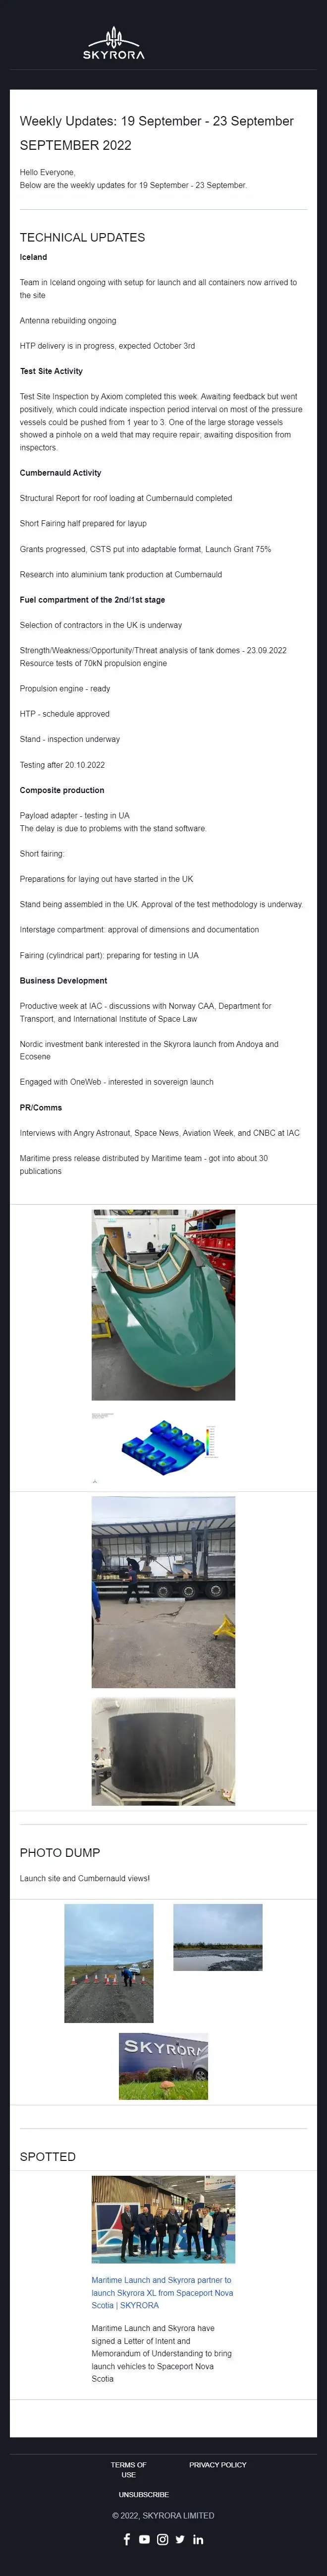 SKYRORA
Weekly Updates: 19 September - 23 September
SEPTEMBER 2022
Hello Everyone,
Below are the weekly updates for 19 September - 23 September.
TECHNICAL UPDATES
Iceland
Team in Iceland ongoing with setup for launch and all containers now arrived to
the site
Antenna rebuilding ongoing
HTP delivery is in progress, expected October 3rd
Test Site Activity
Test Site Inspection by Axiom completed this week. Awaiting feedback but went
positively, which could indicate inspection period interval on most of the pressure
vessels could be pushed from 1 year to 3. One of the large storage vessels
showed a pinhole on a weld that may require repair; awaiting disposition from
inspectors.
Cumbernauld Activity
Structural Report for roof loading at Cumbernauld completed
Short Fairing half prepared for layup
Grants progressed, CSTS put into adaptable format, Launch Grant 75%
Research into aluminium tank production at Cumbernauld
Fuel compartment of the 2nd/1st stage
Selection of contractors in the UK is underway
Strength/Weakness/Opportunity/Threat analysis of tank domes - 23.09.2022
Resource tests of 70kN propulsion engine
Propulsion engine - ready
HTP - schedule approved
Stand - inspection underway
Testing after 20.10.2022
Composite production
Payload adapter - testing in UA
The delay is due to problems with the stand software.
Short fairing:
Preparations for laying out have started in the UK
Stand being assembled in the UK. Approval of the test methodology is underway.
Interstage compartment: approval of dimensions and documentation
Fairing (cylindrical part): preparing for testing in UA
Business Development
Productive week at IAC - discussions with Norway CAA, Department for
Transport, and International Institute of Space Law
Nordic investment bank interested in the Skyrora launch from Andoya and
Ecosene
Engaged with OneWeb - interested in sovereign launch
PR/Comms
Interviews with Angry Astronaut, Space News, Aviation Week, and CNBC at IAC
Maritime press release distributed by Maritime team - got into about 30
publications
PHOTO DUMP
Launch site and Cumbernauld views!
SKYRORA
SPOTTED
Maritime Launch and Skyrora partner to
launch Skyrora XL from Spaceport Nova
Scotia | SKYRORA
Maritime Launch and Skyrora have
signed a Letter of Intent and
Memorandum of Understanding to bring
launch vehicles to Spaceport Nova
Scotia
TERMS OF
USE
PRIVACY POLICY
UNSUBSCRIBE
© 2022, SKYRORA LIMITED